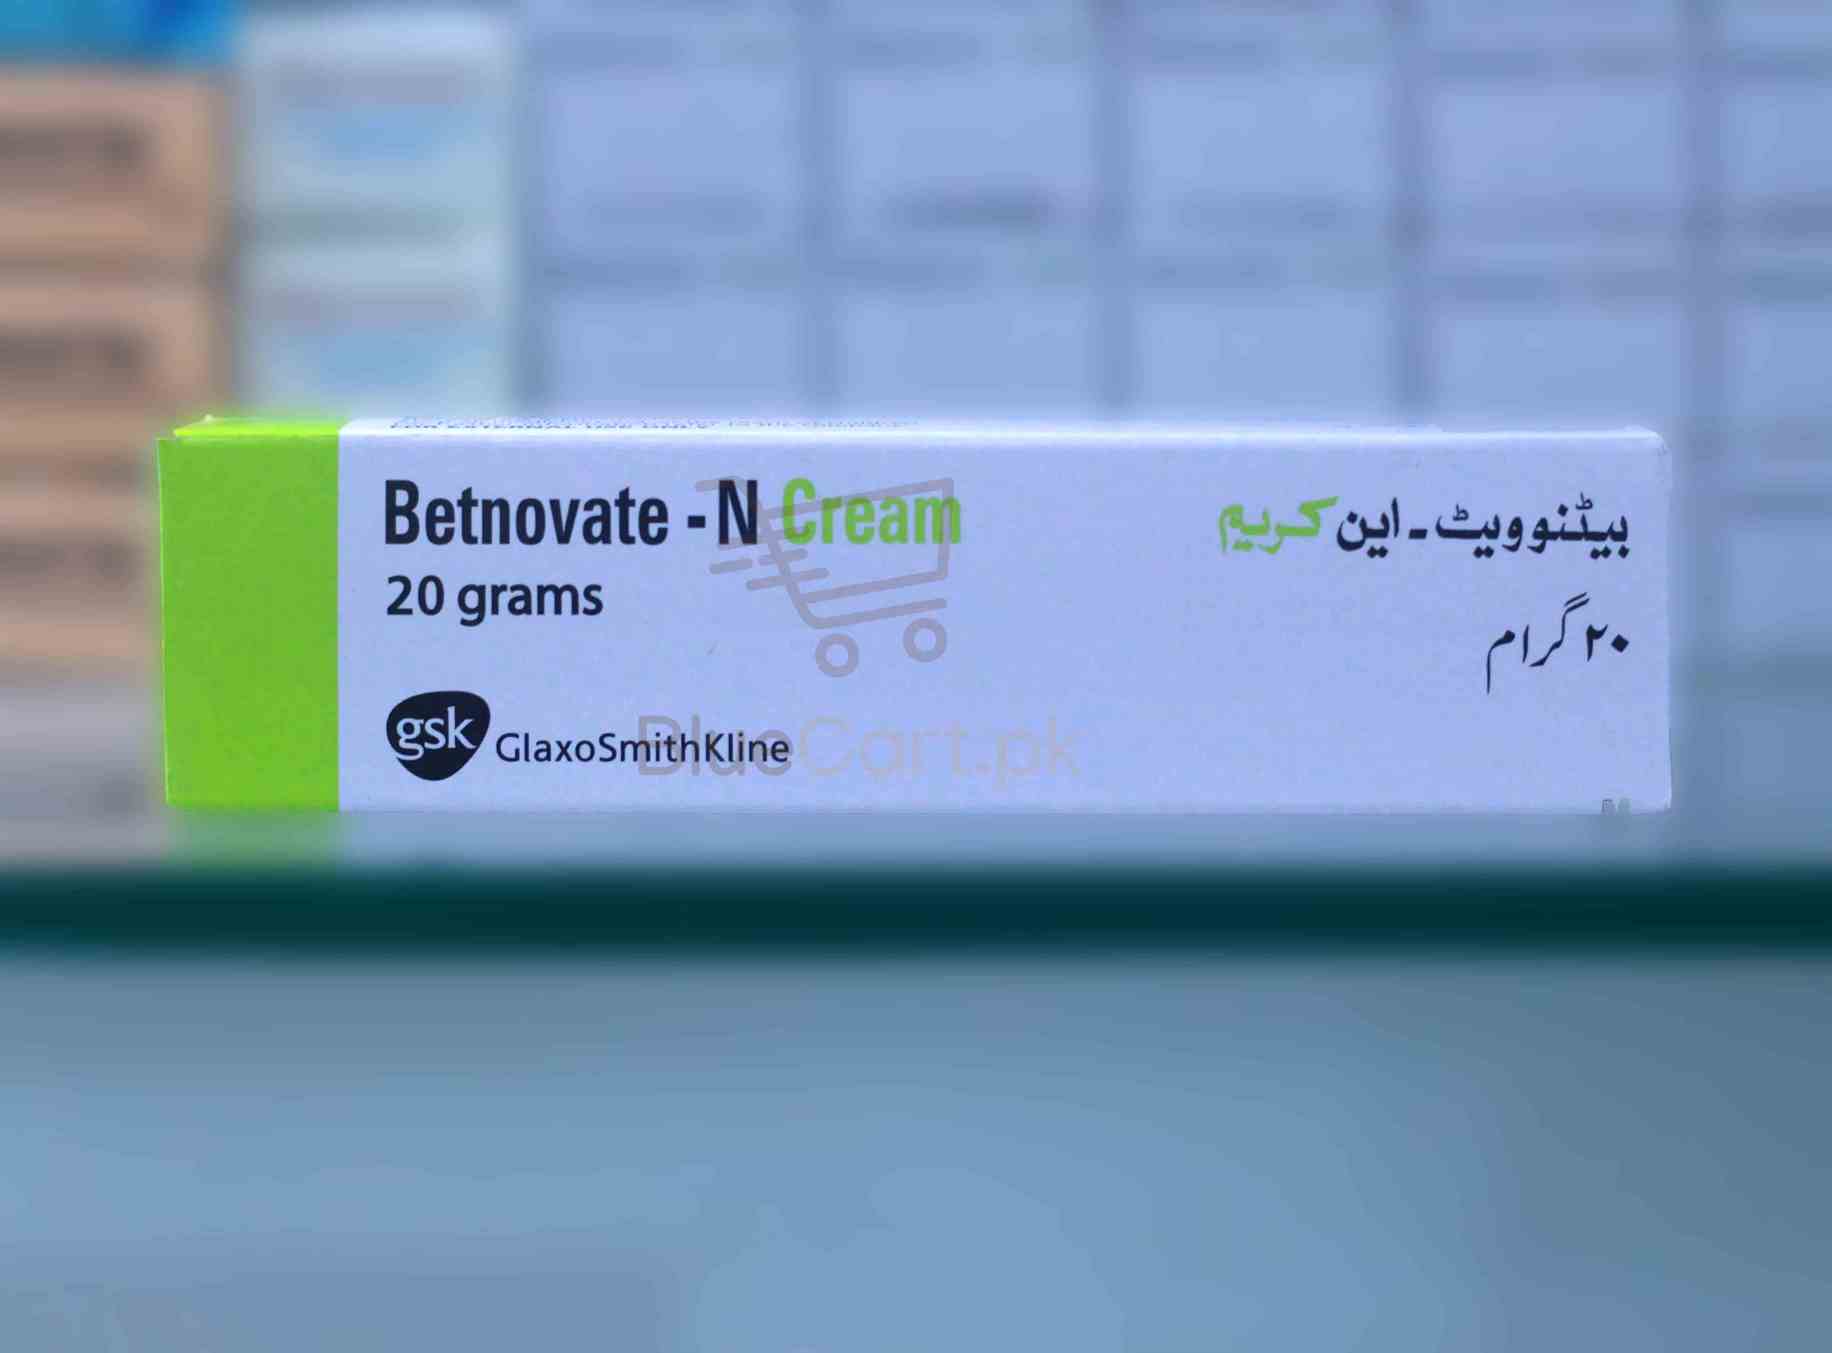 Betnovate - N Cream
بیٹنوویٹ ۔ این کریم
20 grams
۲۰ گرام
gsk GlaxoSmithKline
BlueCart.pk